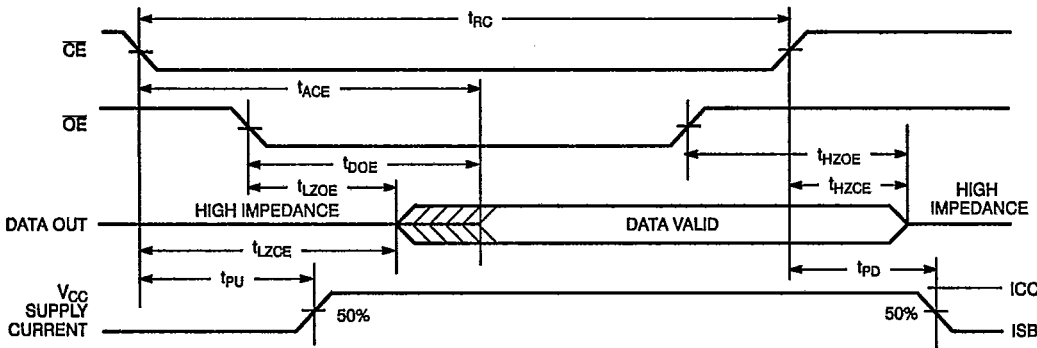 tRC
CE
tACE
OE
tDOE
tHZOE
tLZOE
tHZCE
HIGH IMPEDANCE
HIGH
IMPEDANCE
DATA OUT
DATA VALID
tLZCE
tPU
tPD
VCC
SUPPLY
CURRENT
50%
50%
ICC
ISB